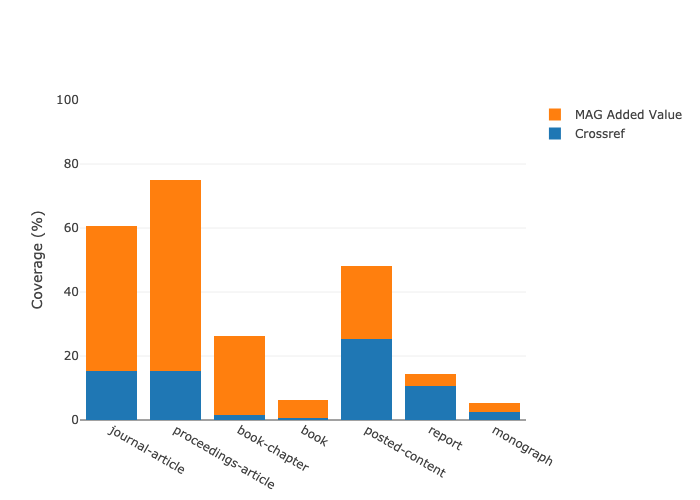 100
80
60
40
20
0
Coverage (%)
MAG Added Value
Crossref
journal-article
proceedings-article
book-chapter
book
posted-content
report
monograph